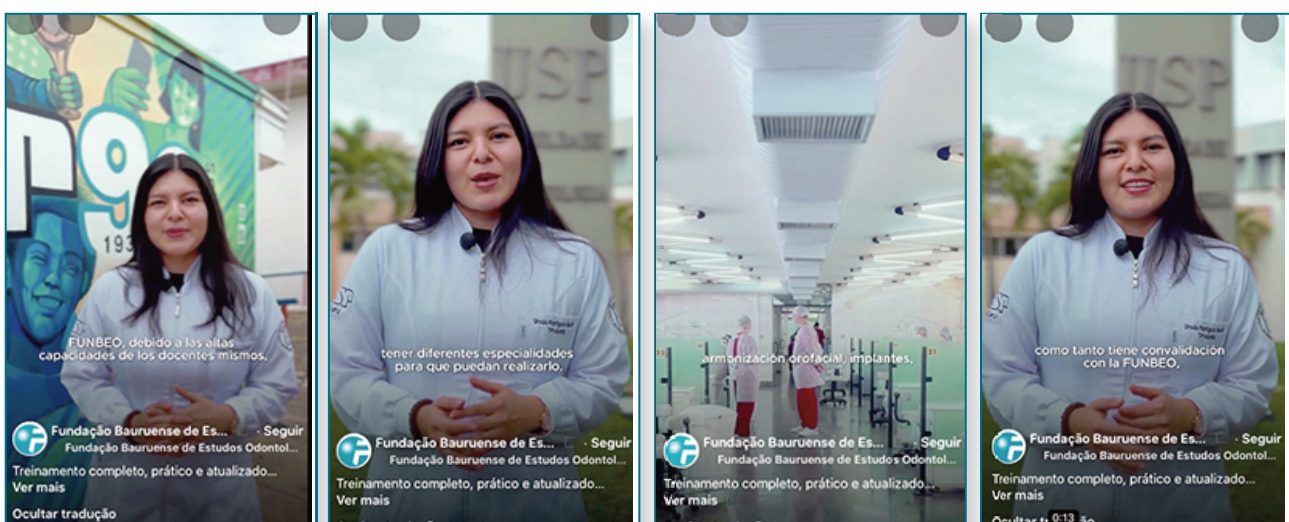 193
FUNBEO, debido a las altas
capacidades de los docentes mismos,
Fundação Bauruense de Es... · Seguir
Fundação Bauruense de Estudos Odontol...
Treinamento completo, prático e atualizado...
Ver mais
Ocultar tradução
USP
tener diferentes especialidades
para que puedan realizarlo.
Fundação Bauruense de Es... · Seguir
Fundação Bauruense de Estudos Odontol...
Treinamento completo, prático e atualizado...
Ver mais
armonización orofacial, implantes,
Fundação Bauruense de Es... · Seguir
Fundação Bauruense de Estudos Odontol...
Treinamento completo, prático e atualizado...
Ver mais
USP
como tanto tiene convalidación
con la FUNBEO,
Fundação Bauruense de Es... · Seguir
Fundação Bauruense de Estudos Odontol...
Treinamento completo, prático e atualizado...
Ver mais
0:13